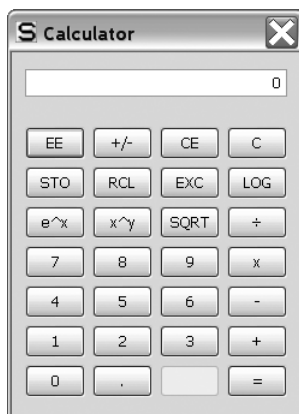 S Calculator
0
EE +/- CE C
STO RCL EXC LOG
e^x x^y SQRT ÷
7 8 9 x
4 5 6 -
1 2 3 +
0 . =